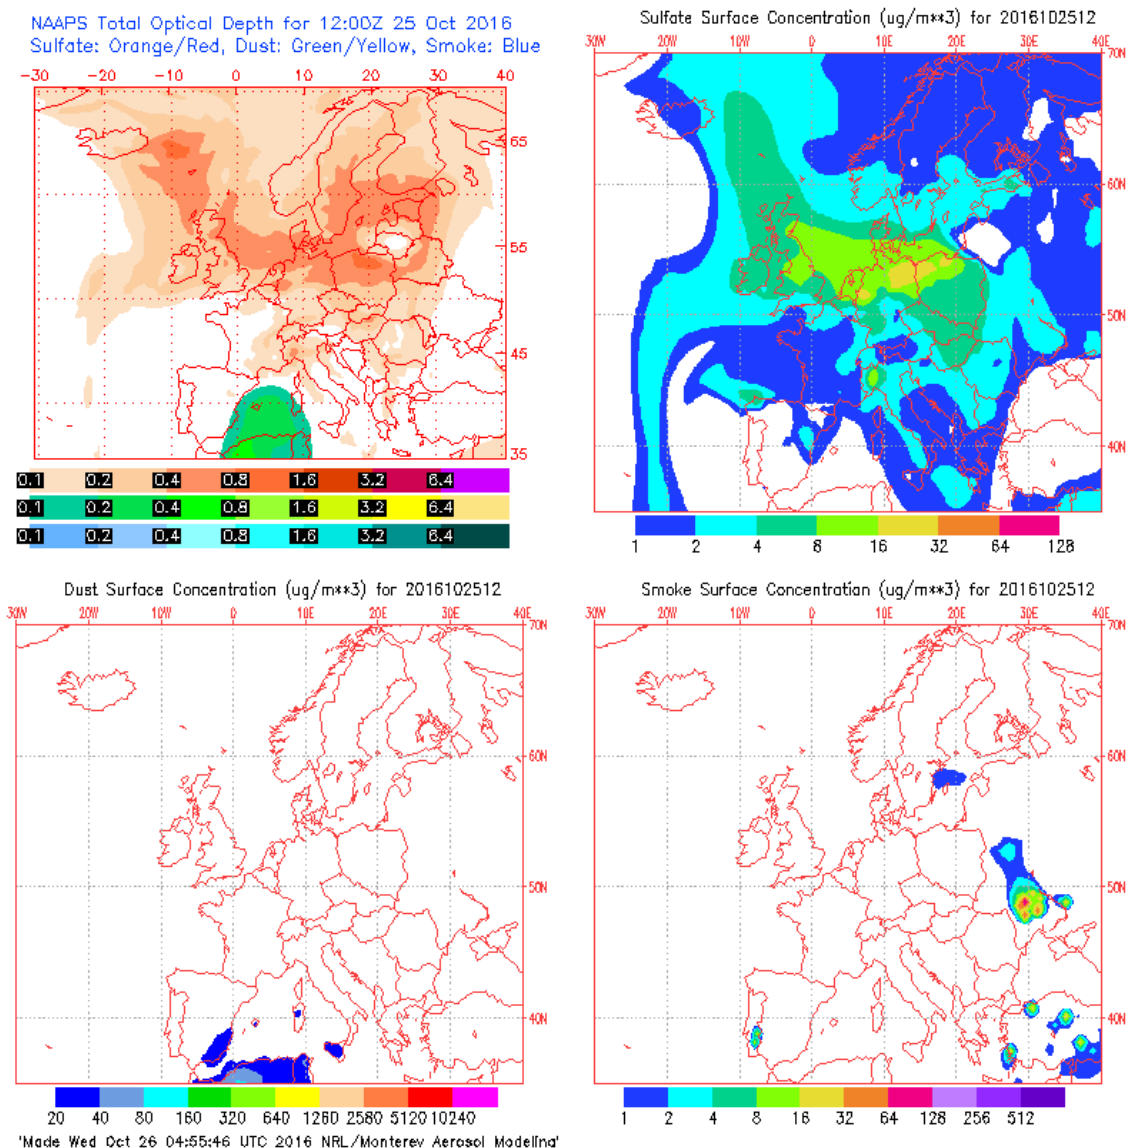 NAAPS Total Optical Depth for 12:00Z 25 Oct 2016
Sulfate: Orange/Red, Dust: Green/Yellow, Smoke: Blue
-30 -20 -10 0 10 20 30 40
65
55
45
35
0.1 0.2 0.4 0.8 1.6 3.2 6.4
0.1 0.2 0.4 0.8 1.6 3.2 6.4
0.1 0.2 0.4 0.8 1.6 3.2 6.4
Sulfate Surface Concentration (ug/m**3) for 2016102512
30W 20W 10W 0 10E 20E 30E 40E
70N
60N
50N
40N
1 2 4 8 16 32 64 128
Dust Surface Concentration (ug/m**3) for 2016102512
30W 20W 10W 0 10E 20E 30E 40E
70N
60N
50N
40N
20 40 80 160 320 640 1280 2580 5120 10240
'Made Wed Oct 26 04:55:46 UTC 2016 NRL/Monterey Aerosol Modeling'
Smoke Surface Concentration (ug/m**3) for 2016102512
30W 20W 10W 0 10E 20E 30E 40E
70N
60N
50N
40N
1 2 4 8 16 32 64 128 256 512